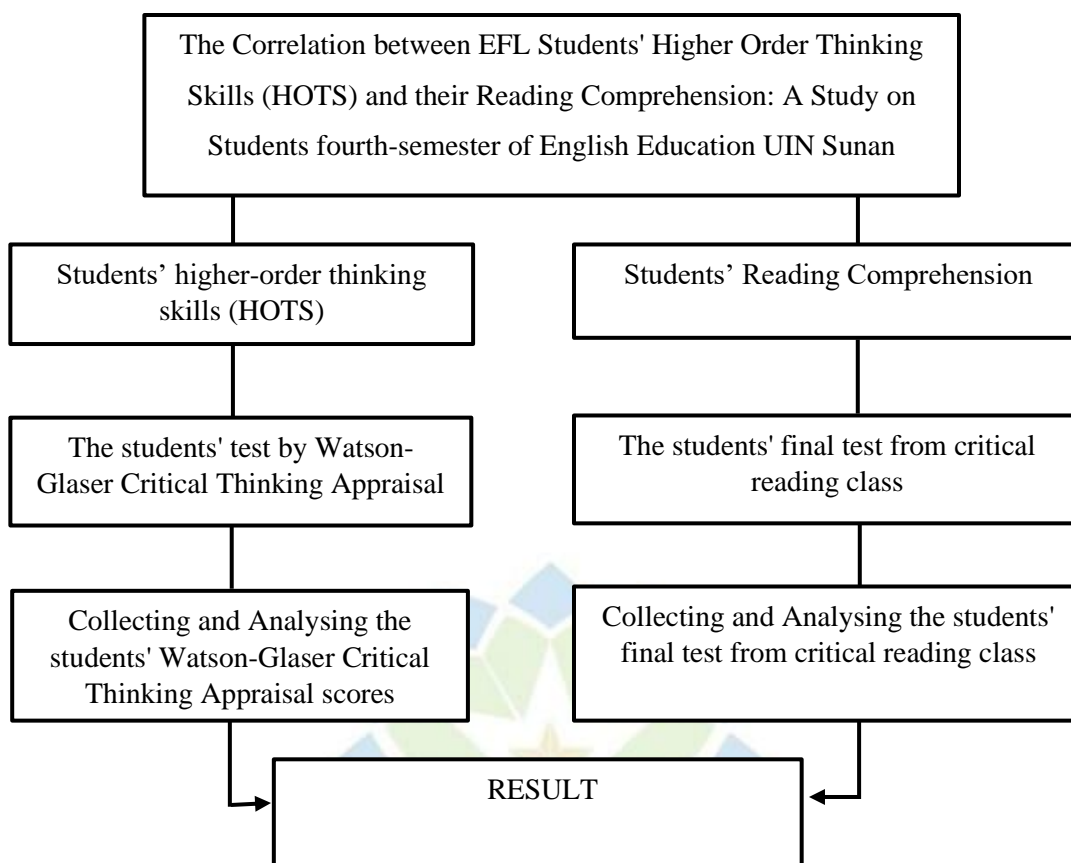 The Correlation between EFL Students' Higher Order Thinking
Skills (HOTS) and their Reading Comprehension: A Study on
Students fourth-semester of English Education UIN Sunan
Students’ higher-order thinking
skills (HOTS)
Students’ Reading Comprehension
The students' test by Watson-
Glaser Critical Thinking Appraisal
The students' final test from critical
reading class
Collecting and Analysing the
students' Watson-Glaser Critical
Thinking Appraisal scores
Collecting and Analysing the students'
final test from critical reading class
RESULT